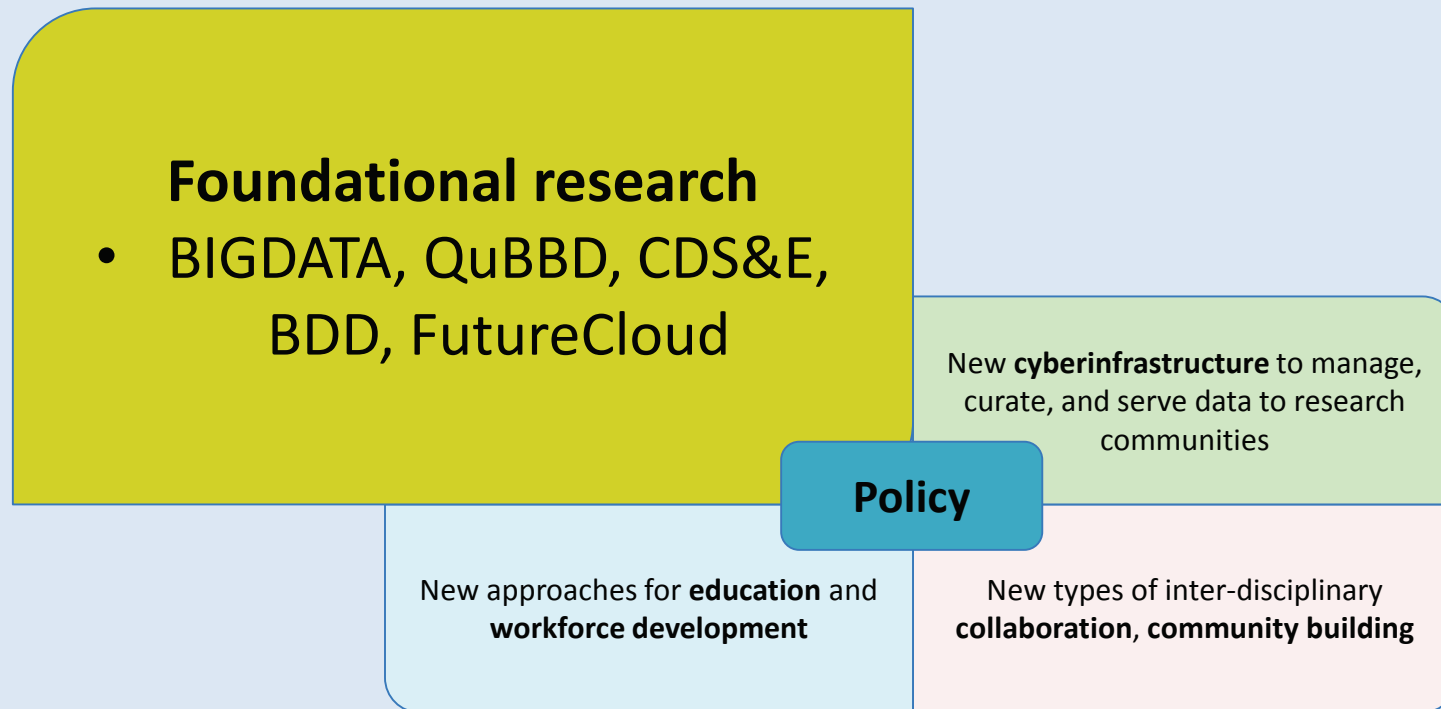 Foundational research
• BIGDATA, QuBBD, CDS&E,
BDD, FutureCloud
New cyberinfrastructure to manage,
curate, and serve data to research
communities
Policy
New approaches for education and
workforce development
New types of inter-disciplinary
collaboration, community building